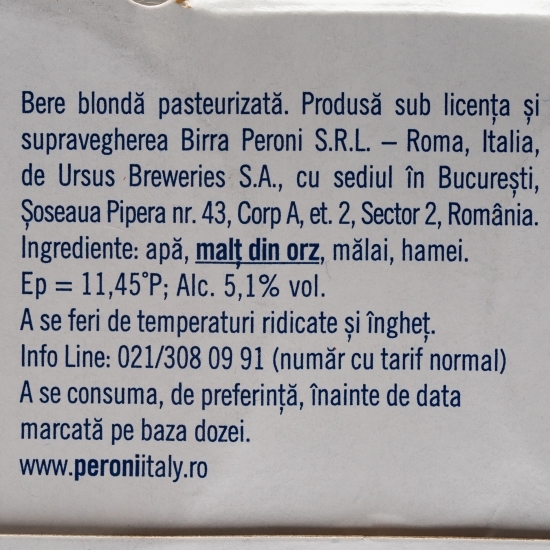 Bere blondă pasteurizată. Produsă sub licența și
supravegherea Birra Peroni S.R.L. – Roma, Italia,
de Ursus Breweries S.A., cu sediul în București,
Șoseaua Pipera nr. 43, Corp A, et. 2, Sector 2, România.
Ingrediente: apă, malț din orz, mălai, hamei.
Ep = 11,45°P; Alc. 5,1% vol.
A se feri de temperaturi ridicate și îngheț.
Info Line: 021/308 09 91 (număr cu tarif normal)
A se consuma, de preferință, înainte de data
marcată pe baza dozei.
www.peroniitaly.ro